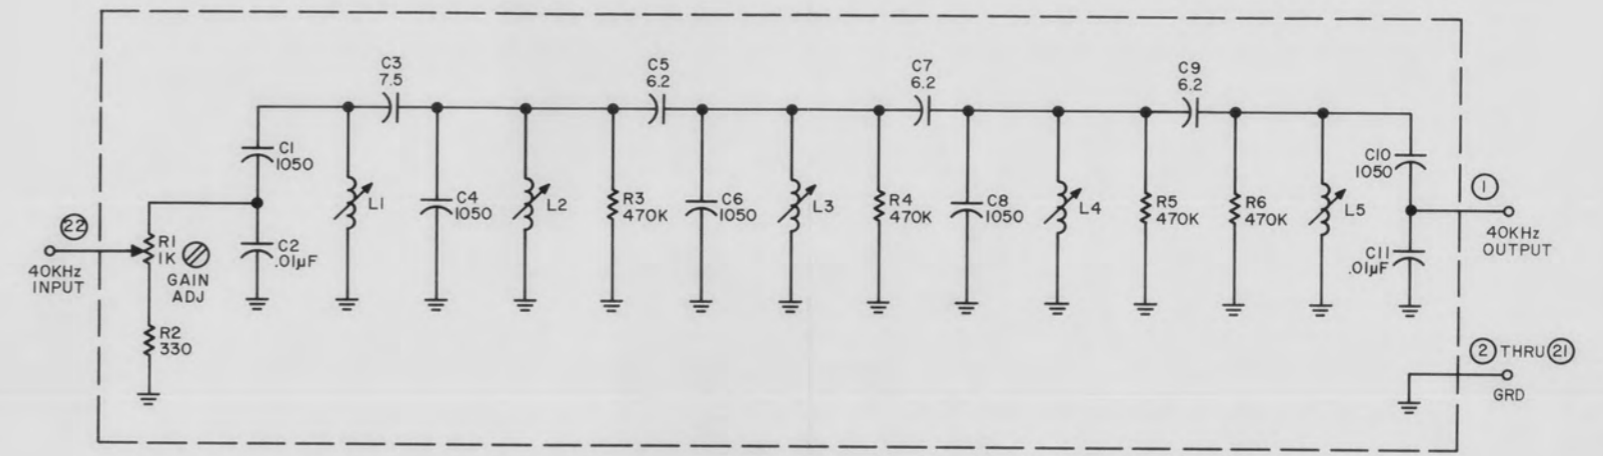 C3
7.5
C5
6.2
C7
6.2
C9
6.2
C1
1050
C10
1050
1
22
L1
C4
1050
L2
R3
470K
C6
1050
L3
R4
470K
C8
1050
L4
R5
470K
R6
470K
L5
40KHz
INPUT
R1
1K
GAIN
ADJ
C2
.01µF
C11
.01µF
40KHz
OUTPUT
R2
330
2 THRU 21
GRD